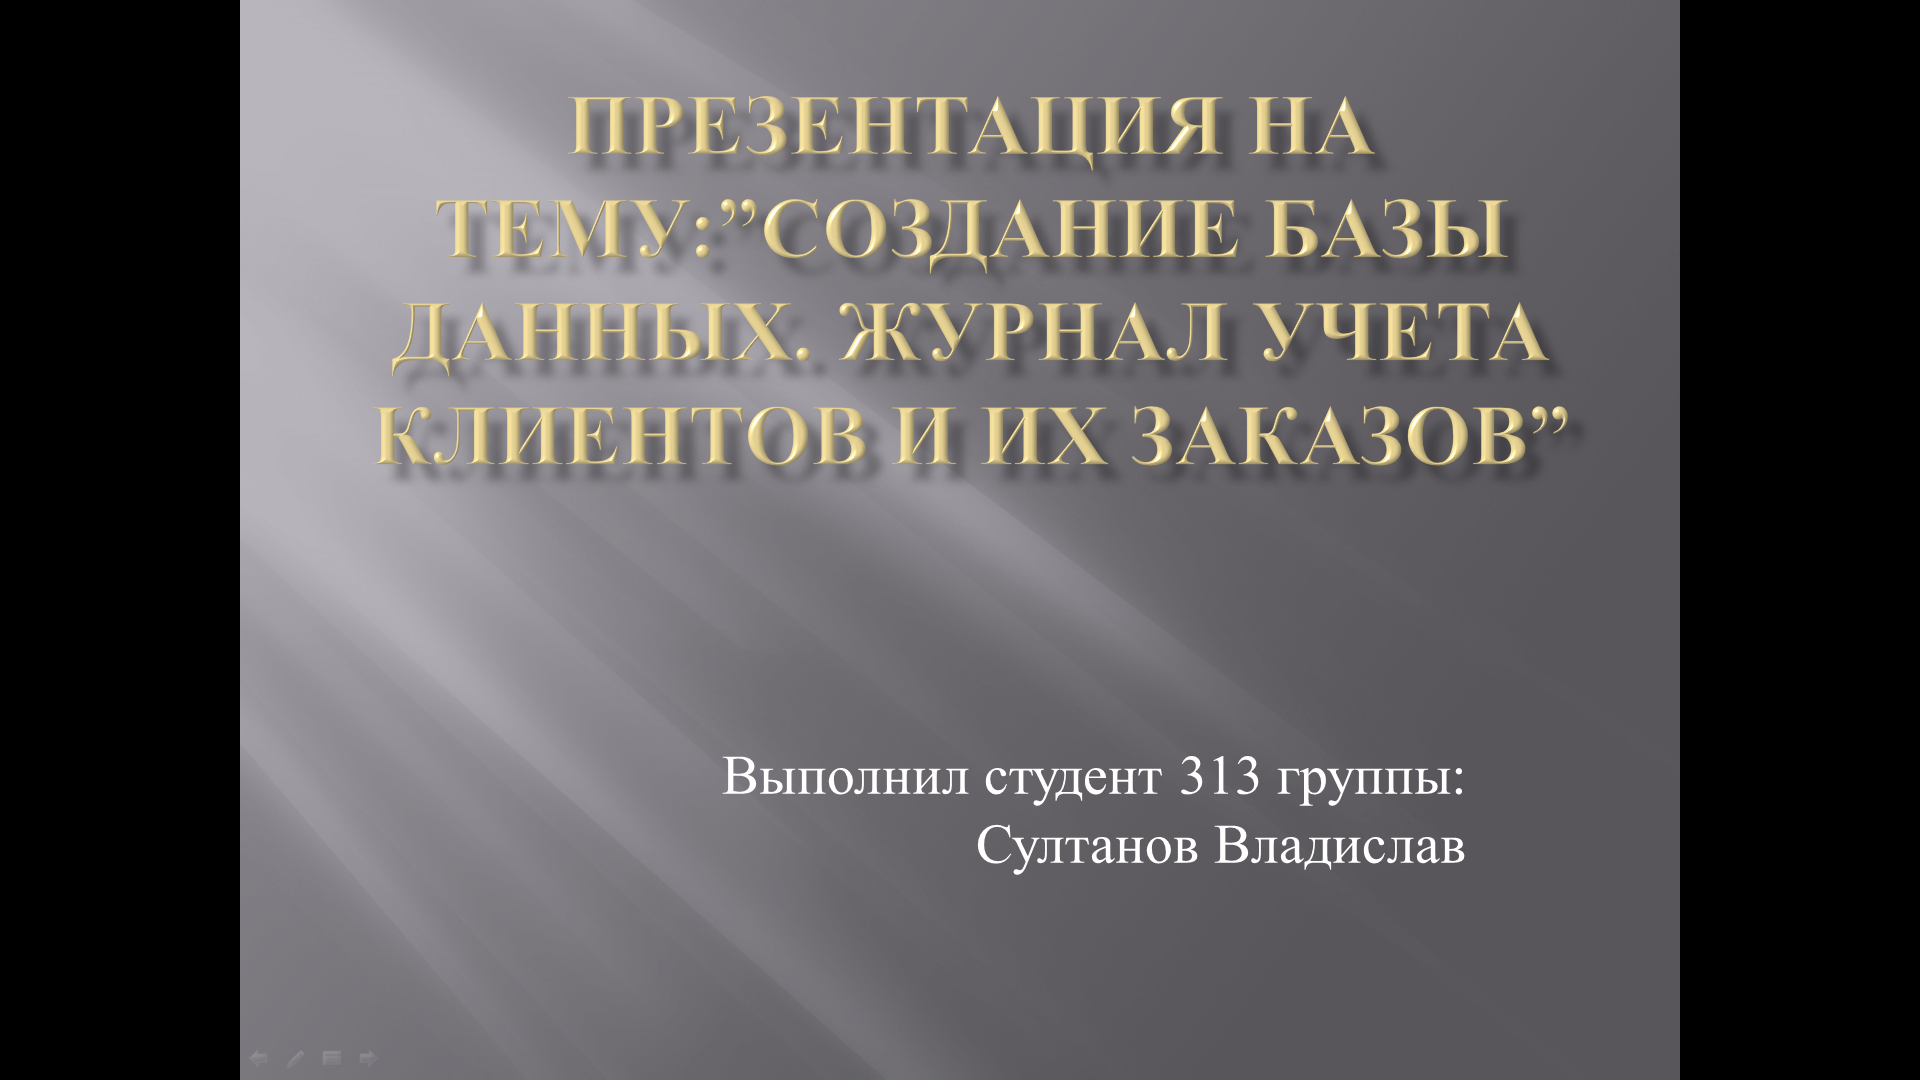 ПРЕЗЕНТАЦИЯ НА
ТЕМУ:”СОЗДАНИЕ БАЗЫ
ДАННЫХ. ЖУРНАЛ УЧЕТА
КЛИЕНТОВ И ИХ ЗАКАЗОВ”
Выполнил студент 313 группы:
Султанов Владислав